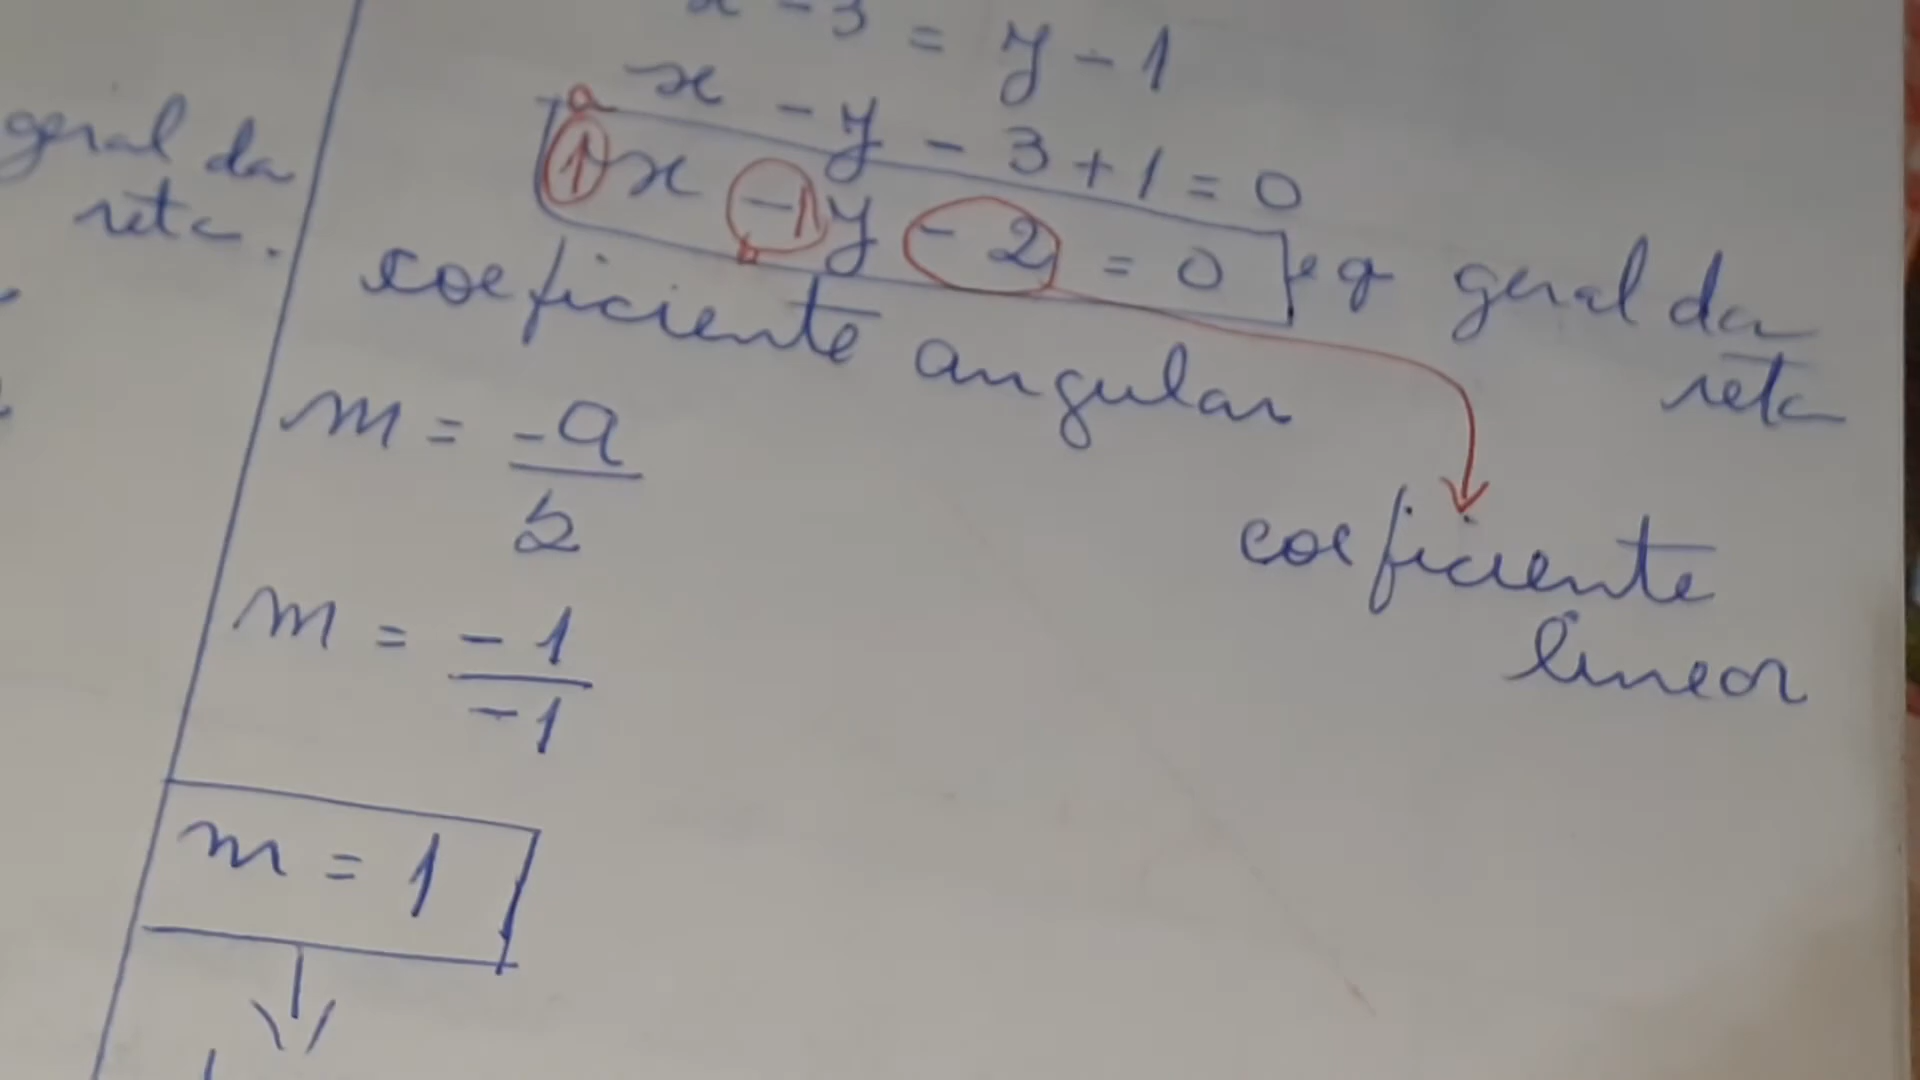 geral da
reta.
x - 3 = y - 1
x - y - 3 + 1 = 0
a
1x -1y - 2 = 0 eq geral da
b
reta
coeficiente angular
m = -a
b
coeficiente
linear
m = -1
-1
m = 1